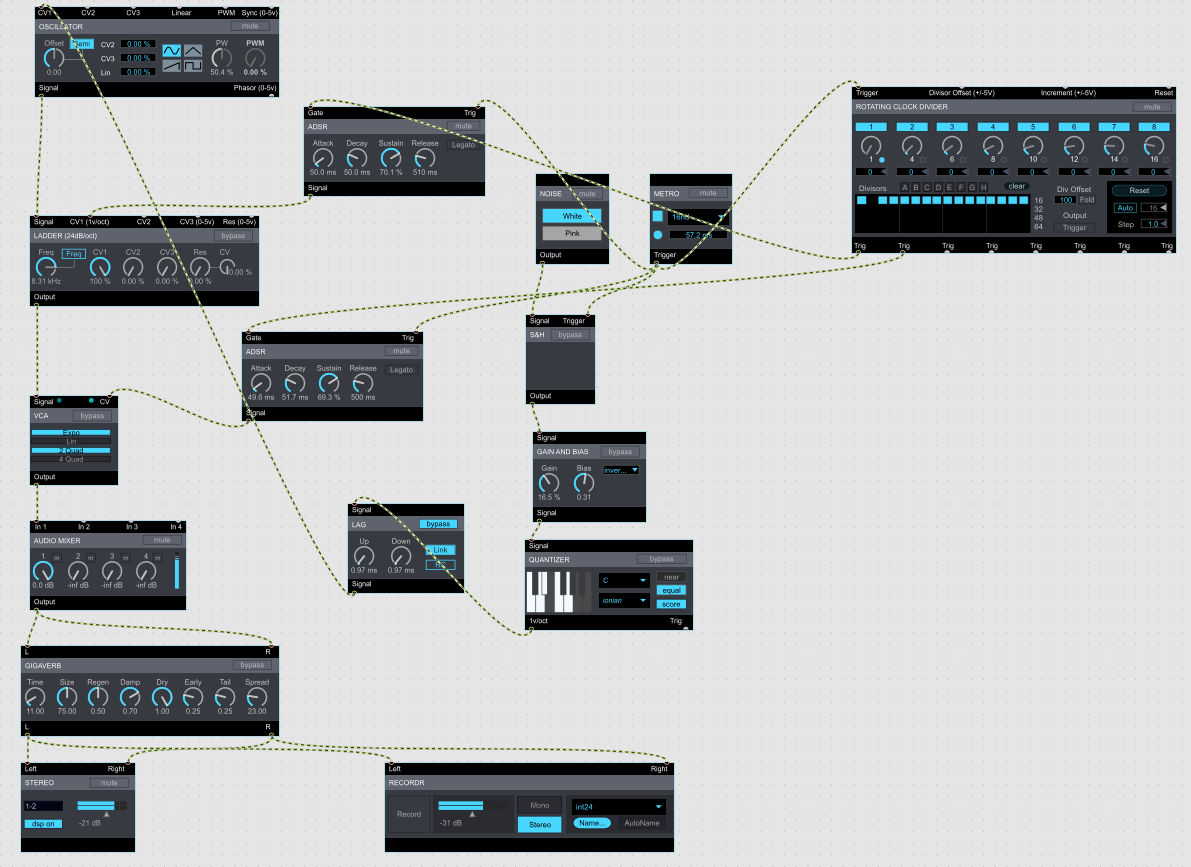 CV1 CV2 CV3 Linear PWM Sync (0-5v)
OSCILLATOR mute
Offset Semi CV2 0.00 % PW PWM
CV3 0.00 %
0.00 Lin 0.00 % 50.4 % 0.00 %
Signal Phasor (0-5v)
Gate Trig
ADSR mute
Attack Decay Sustain Release Legato
50.0 ms 50.0 ms 70.1 % 510 ms
Signal
Trigger Divisor Offset (+/-5V) Increment (+/-5V) Reset
ROTATING CLOCK DIVIDER mute
1 2 3 4 5 6 7 8
1 4 6 8 10 12 14 16
0 0 0 0 0 0 0 0
Divisors A B C D E F G H clear Div Offset Reset
16 100 Fold Auto 16
32 Output
48 Trigger Step 1.0
64
Trig Trig Trig Trig Trig Trig Trig Trig
NOISE mute
White
Pink
Output
METRO mute
57.2
Trigger
Signal CV1 (1v/oct) CV2 CV3 (0-5v) Res (0-5v)
LADDER (24dB/oct) bypass
Freq Freq CV1 CV2 CV3 Res CV
8.31 kHz 100 % 0.00 % 0.00 % 0.00 % 0.00 %
Output
Gate Trig
ADSR mute
Attack Decay Sustain Release Legato
49.6 ms 51.7 ms 69.3 % 500 ms
Signal
Signal Trigger
S&H bypass
Output
Signal CV
VCA bypass
Expo
Lin
2 Quad
4 Quad
Output
Signal
GAIN AND BIAS bypass
Gain Bias inver...
16.5 % 0.31
Signal
In 1 In 2 In 3 In 4
AUDIO MIXER mute
1 m 2 m 3 m 4 m
0.0 dB -inf dB -inf dB -inf dB
Output
Signal
LAG bypass
Up Down Link
0.97 ms 0.97 ms
Signal
Signal
QUANTIZER bypass
C near
equal
ionian score
1v/oct Trig
L R
GIGAVERB bypass
Time Size Regen Damp Dry Early Tail Spread
11.00 75.00 0.50 0.70 1.00 0.25 0.25 23.00
L R
Left Right
STEREO mute
1-2
dsp on -21 dB
Left Right
RECORDR
Record -31 dB Mono int24
Stereo Name... AutoName